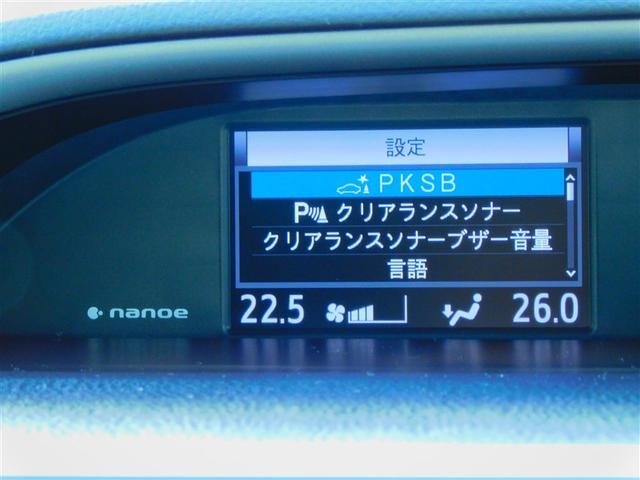 設定
PKSB
P クリアランスソナー
クリアランスソナーブザー音量
言語
22.5 26.0
nanoe